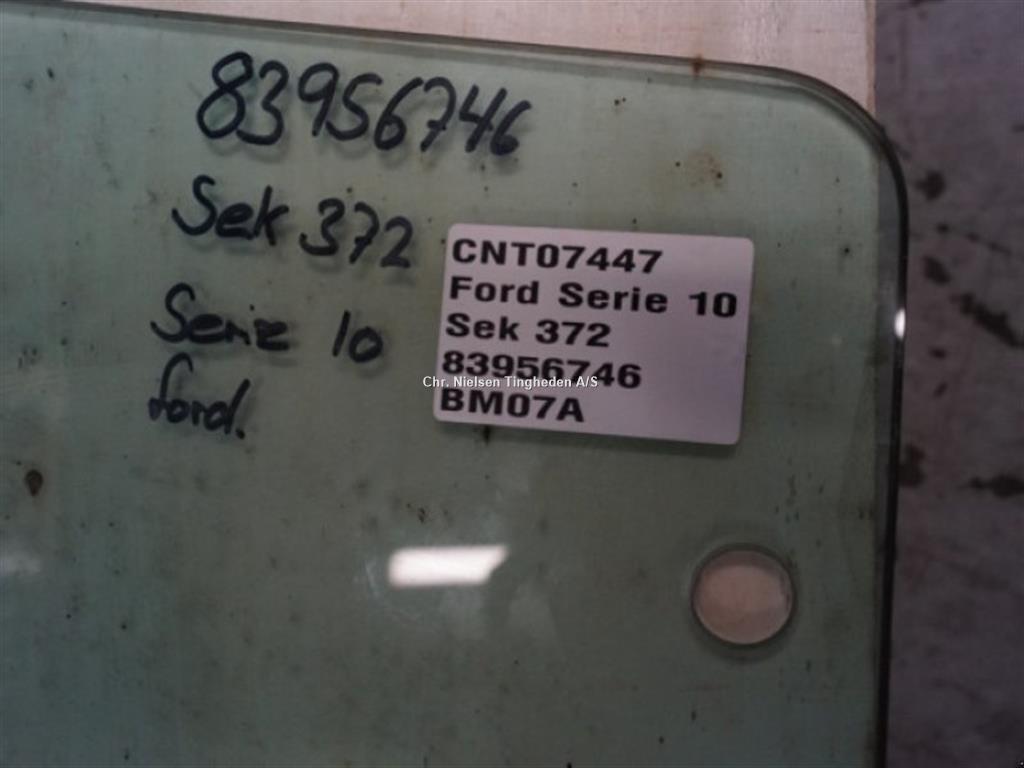 83956746
Sek 372
Serie 10
ford.
CNT07447
Ford Serie 10
Sek 372
83956746
Chr. Nielsen Tingheden A/S
BM07A